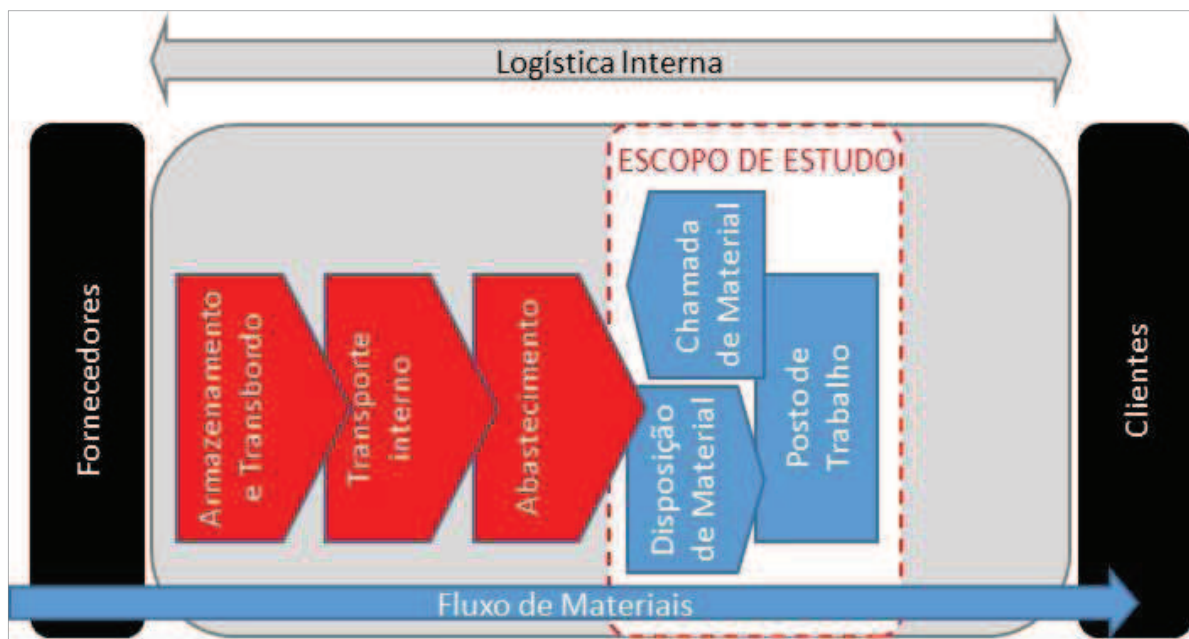 Logística Interna
Fornecedores
Armazenamento
e Transbordo
Transporte
interno
Abastecimento
ESCOPO DE ESTUDO
Chamada
de Material
Disposição
de Material
Posto de
Trabalho
Clientes
Fluxo de Materiais